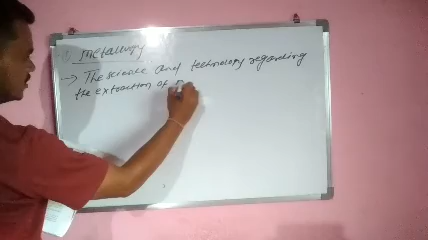 Metallurgy
→ The science and technology regarding
the extraction of